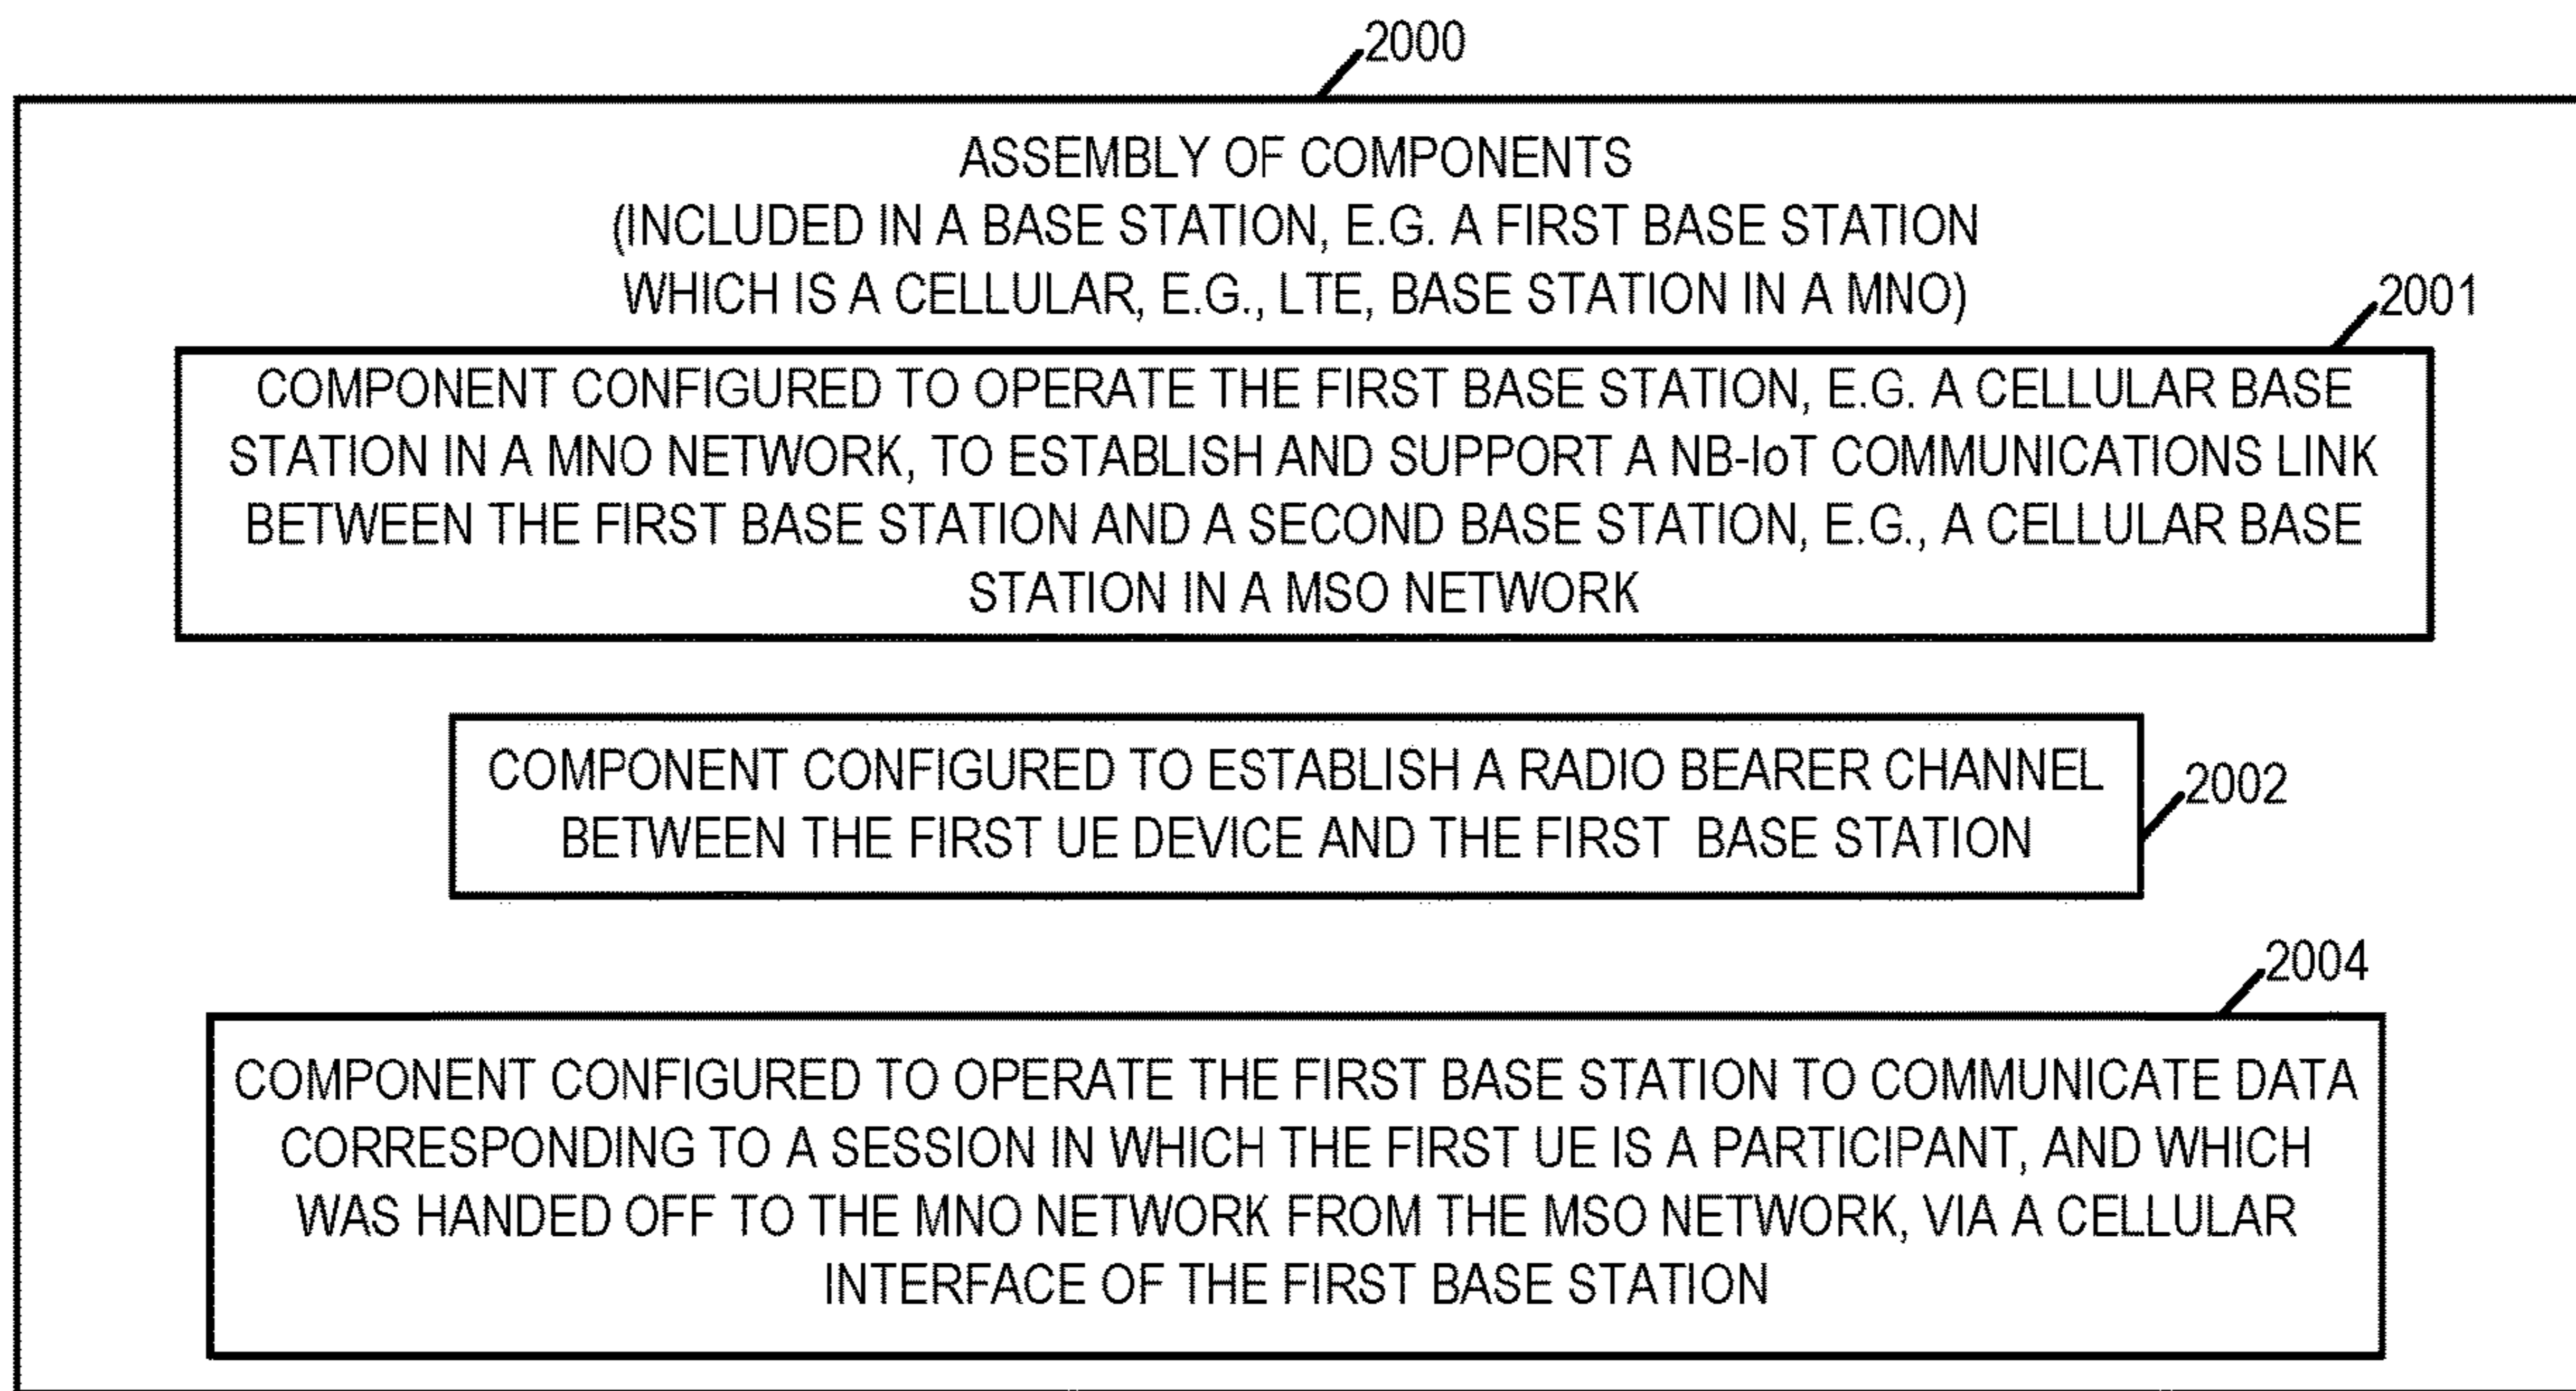 2000
ASSEMBLY OF COMPONENTS
(INCLUDED IN A BASE STATION, E.G. A FIRST BASE STATION
WHICH IS A CELLULAR, E.G., LTE, BASE STATION IN A MNO)
2001
COMPONENT CONFIGURED TO OPERATE THE FIRST BASE STATION, E.G. A CELLULAR BASE
STATION IN A MNO NETWORK, TO ESTABLISH AND SUPPORT A NB-IoT COMMUNICATIONS LINK
BETWEEN THE FIRST BASE STATION AND A SECOND BASE STATION, E.G., A CELLULAR BASE
STATION IN A MSO NETWORK
COMPONENT CONFIGURED TO ESTABLISH A RADIO BEARER CHANNEL
BETWEEN THE FIRST UE DEVICE AND THE FIRST BASE STATION
2002
2004
COMPONENT CONFIGURED TO OPERATE THE FIRST BASE STATION TO COMMUNICATE DATA
CORRESPONDING TO A SESSION IN WHICH THE FIRST UE IS A PARTICIPANT, AND WHICH
WAS HANDED OFF TO THE MNO NETWORK FROM THE MSO NETWORK, VIA A CELLULAR
INTERFACE OF THE FIRST BASE STATION